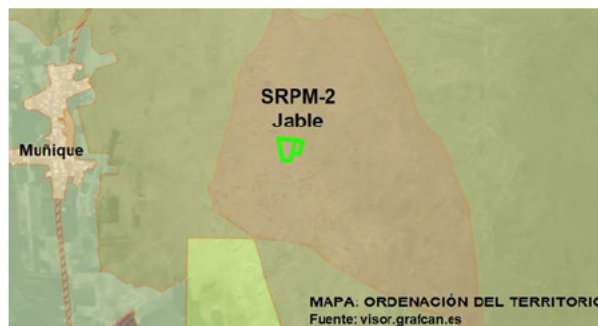 SRPM-2
Jable
Muñique
MAPA: ORDENACIÓN DEL TERRITORIO
Fuente: visor.grafcan.es